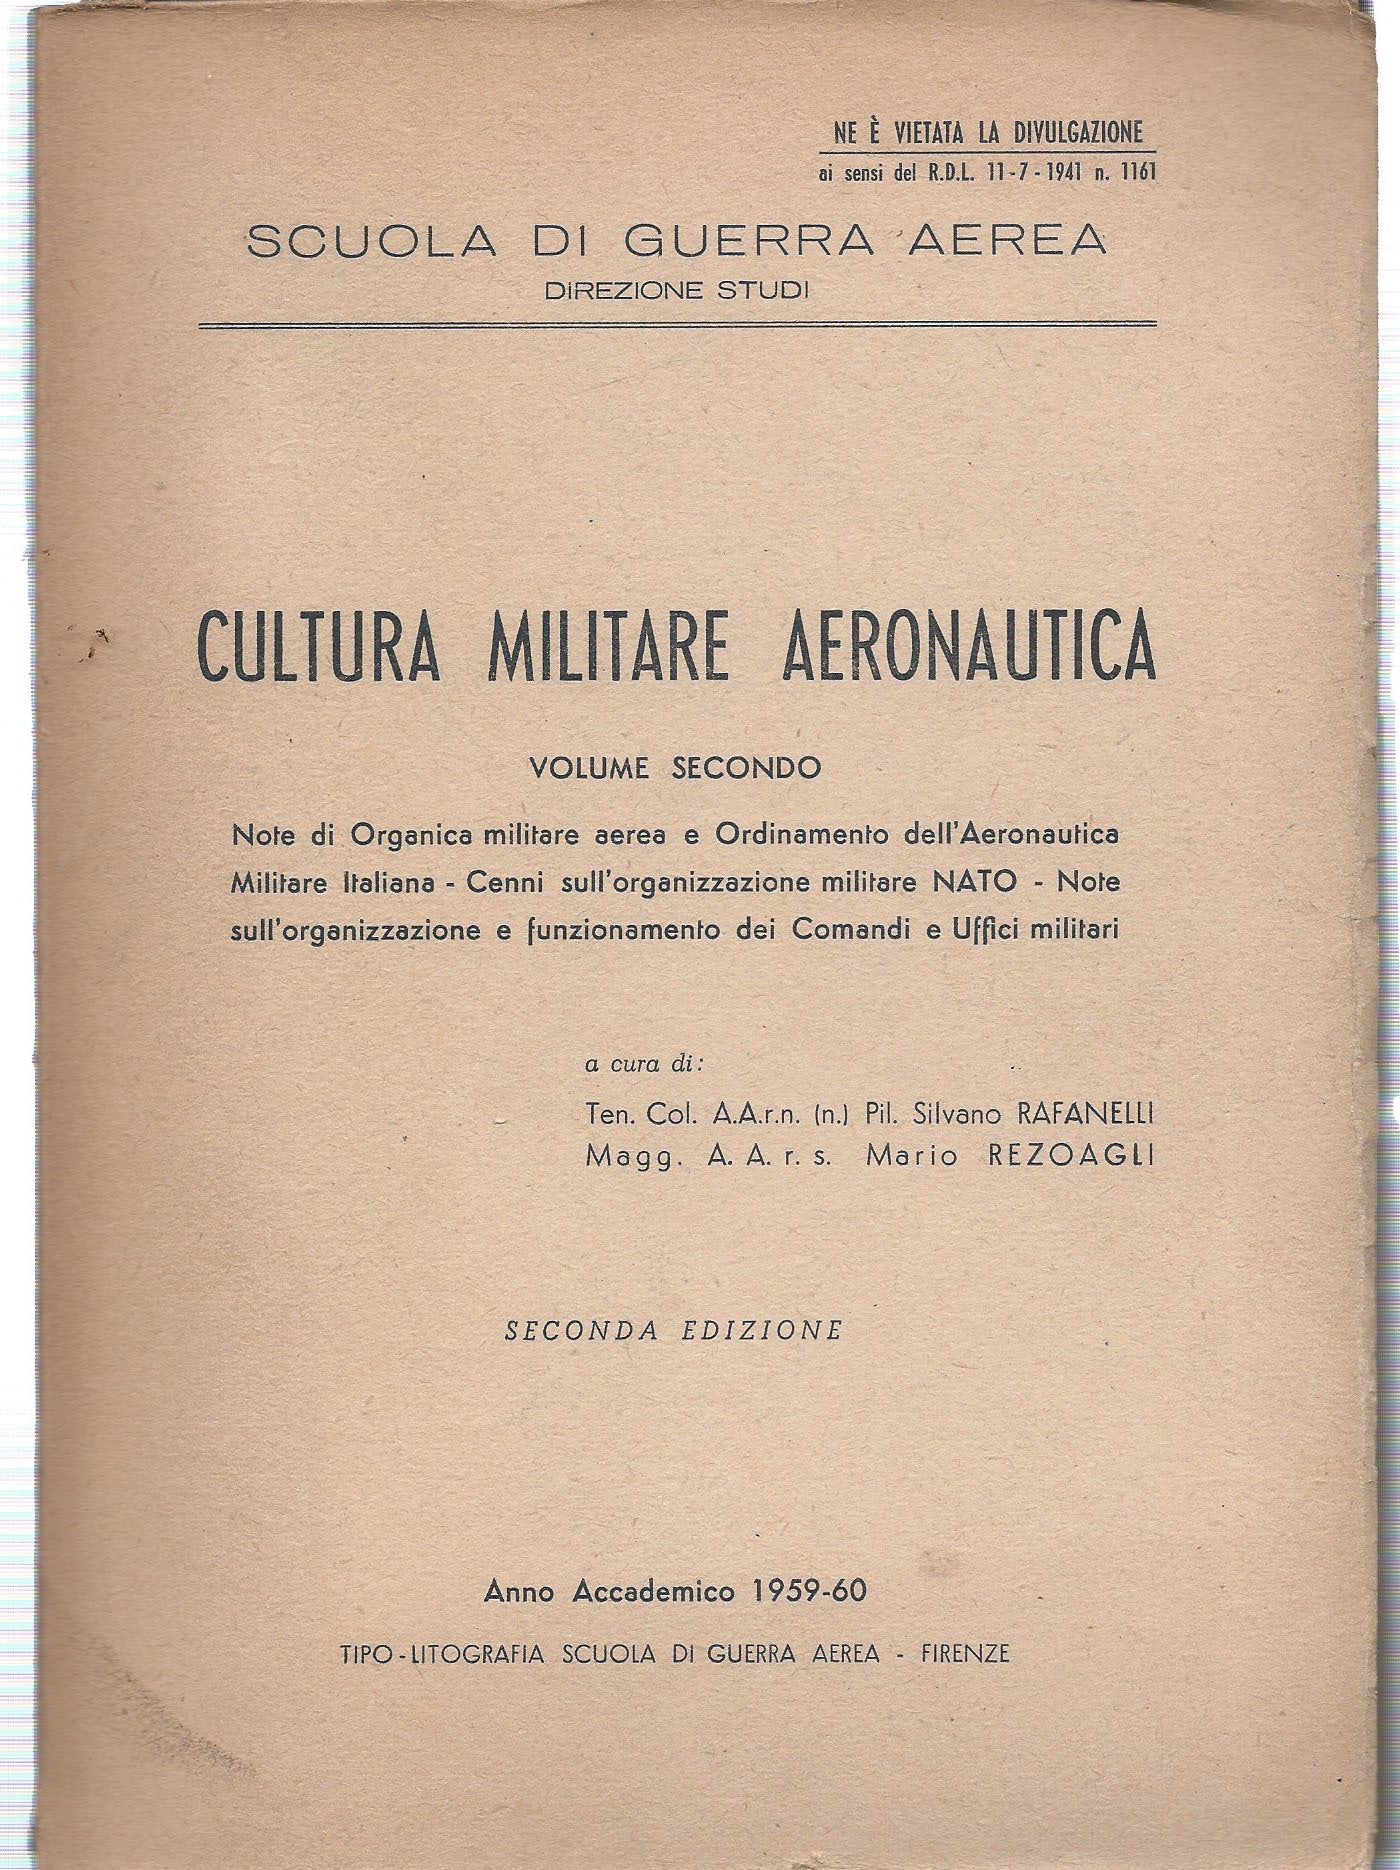 NE È VIETATA LA DIVULGAZIONE
ai sensi del R.D.L. 11-7-1941 n. 1161
SCUOLA DI GUERRA AEREA
DIREZIONE STUDI
CULTURA MILITARE AERONAUTICA
VOLUME SECONDO
Note di Organica militare aerea e Ordinamento dell'Aeronautica
Militare Italiana - Cenni sull'organizzazione militare NATO - Note
sull'organizzazione e funzionamento dei Comandi e Uffici militari
a cura di:
Ten. Col. A.A.r.n. (n.) Pil. Silvano RAFANELLI
Magg. A. A. r. s. Mario REZOAGLI
SECONDA EDIZIONE
Anno Accademico 1959-60
TIPO-LITOGRAFIA SCUOLA DI GUERRA AEREA - FIRENZE